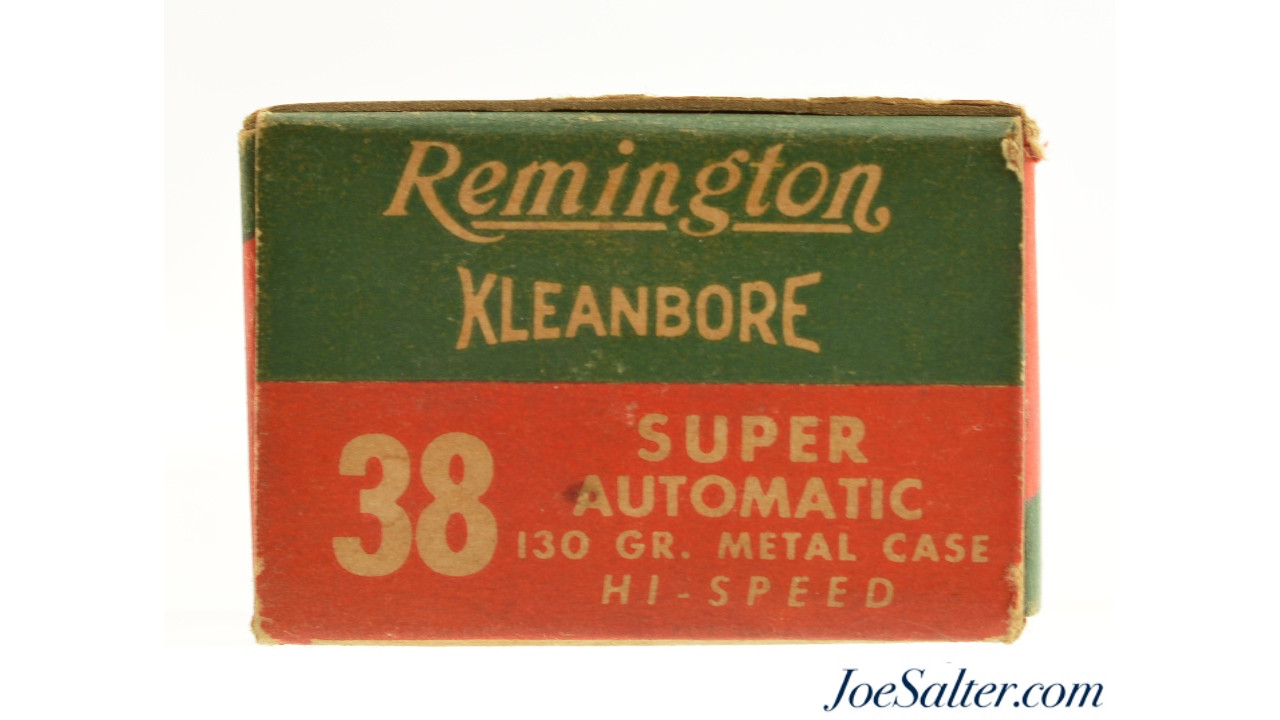 Remington
KLEANBORE
38
SUPER
AUTOMATIC
130 GR. METAL CASE
HI-SPEED
JoeSalter.com